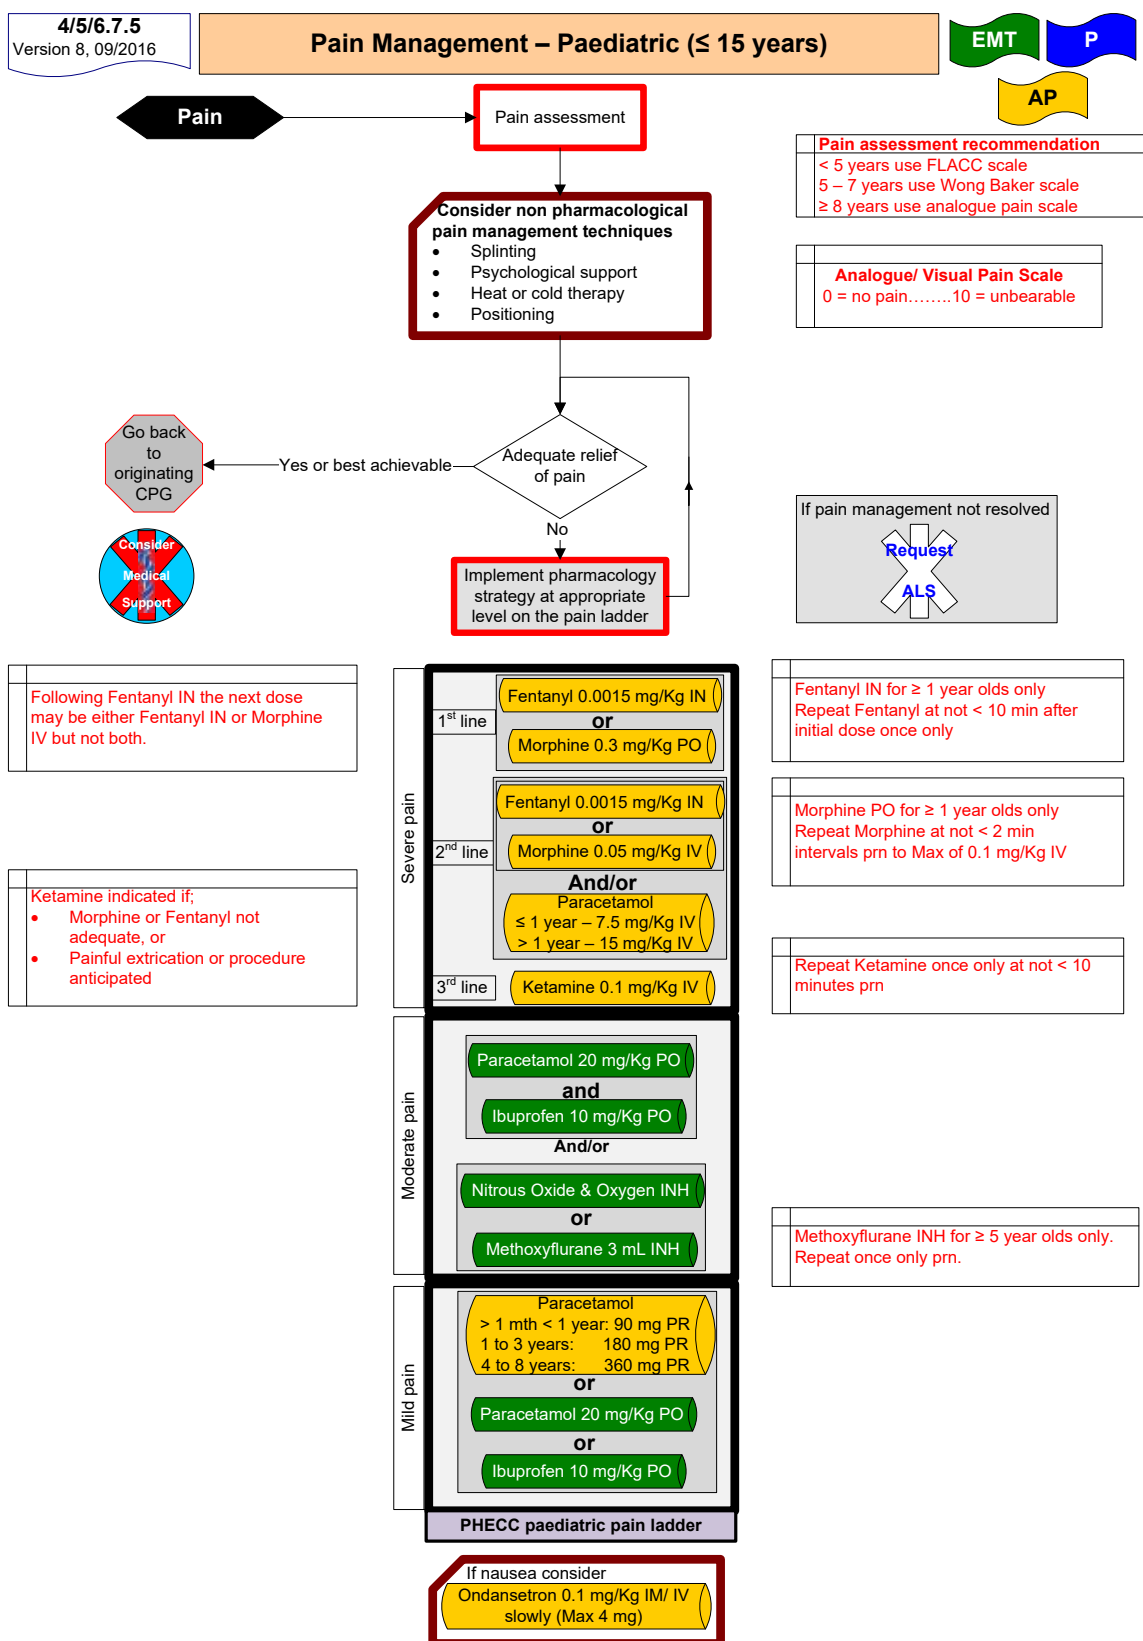 4/5/6.7.5
Version 8, 09/2016
Pain Management – Paediatric (≤ 15 years)
EMT
P
AP
Pain
Pain assessment
Pain assessment recommendation
< 5 years use FLACC scale
5 – 7 years use Wong Baker scale
≥ 8 years use analogue pain scale
Consider non pharmacological
pain management techniques
• Splinting
• Psychological support
• Heat or cold therapy
• Positioning
Analogue/ Visual Pain Scale
0 = no pain……..10 = unbearable
Go back
to
originating
CPG
Yes or best achievable
Adequate relief
of pain
No
Consider
Medical
Support
Implement pharmacology
strategy at appropriate
level on the pain ladder
If pain management not resolved
Request
ALS
Following Fentanyl IN the next dose
may be either Fentanyl IN or Morphine
IV but not both.
Severe pain
1st line
Fentanyl 0.0015 mg/Kg IN
or
Morphine 0.3 mg/Kg PO
Fentanyl IN for ≥ 1 year olds only
Repeat Fentanyl at not < 10 min after
initial dose once only
2nd line
Fentanyl 0.0015 mg/Kg IN
or
Morphine 0.05 mg/Kg IV
And/or
Paracetamol
≤ 1 year – 7.5 mg/Kg IV
> 1 year – 15 mg/Kg IV
Morphine PO for ≥ 1 year olds only
Repeat Morphine at not < 2 min
intervals prn to Max of 0.1 mg/Kg IV
Ketamine indicated if;
• Morphine or Fentanyl not
adequate, or
• Painful extrication or procedure
anticipated
3rd line
Ketamine 0.1 mg/Kg IV
Repeat Ketamine once only at not < 10
minutes prn
Moderate pain
Paracetamol 20 mg/Kg PO
and
Ibuprofen 10 mg/Kg PO
And/or
Nitrous Oxide & Oxygen INH
or
Methoxyflurane 3 mL INH
Methoxyflurane INH for ≥ 5 year olds only.
Repeat once only prn.
Mild pain
Paracetamol
> 1 mth < 1 year: 90 mg PR
1 to 3 years: 180 mg PR
4 to 8 years: 360 mg PR
or
Paracetamol 20 mg/Kg PO
or
Ibuprofen 10 mg/Kg PO
PHECC paediatric pain ladder
If nausea consider
Ondansetron 0.1 mg/Kg IM/ IV
slowly (Max 4 mg)